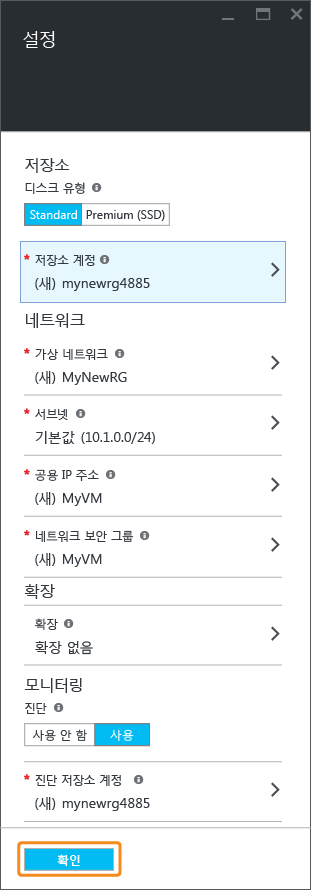 설정
저장소
디스크 유형
Standard Premium (SSD)
* 저장소 계정
(새) mynewrg4885
네트워크
* 가상 네트워크
(새) MyNewRG
* 서브넷
기본값 (10.1.0.0/24)
* 공용 IP 주소
(새) MyVM
* 네트워크 보안 그룹
(새) MyVM
확장
확장
확장 없음
모니터링
진단
사용 안 함 사용
* 진단 저장소 계정
(새) mynewrg4885
확인